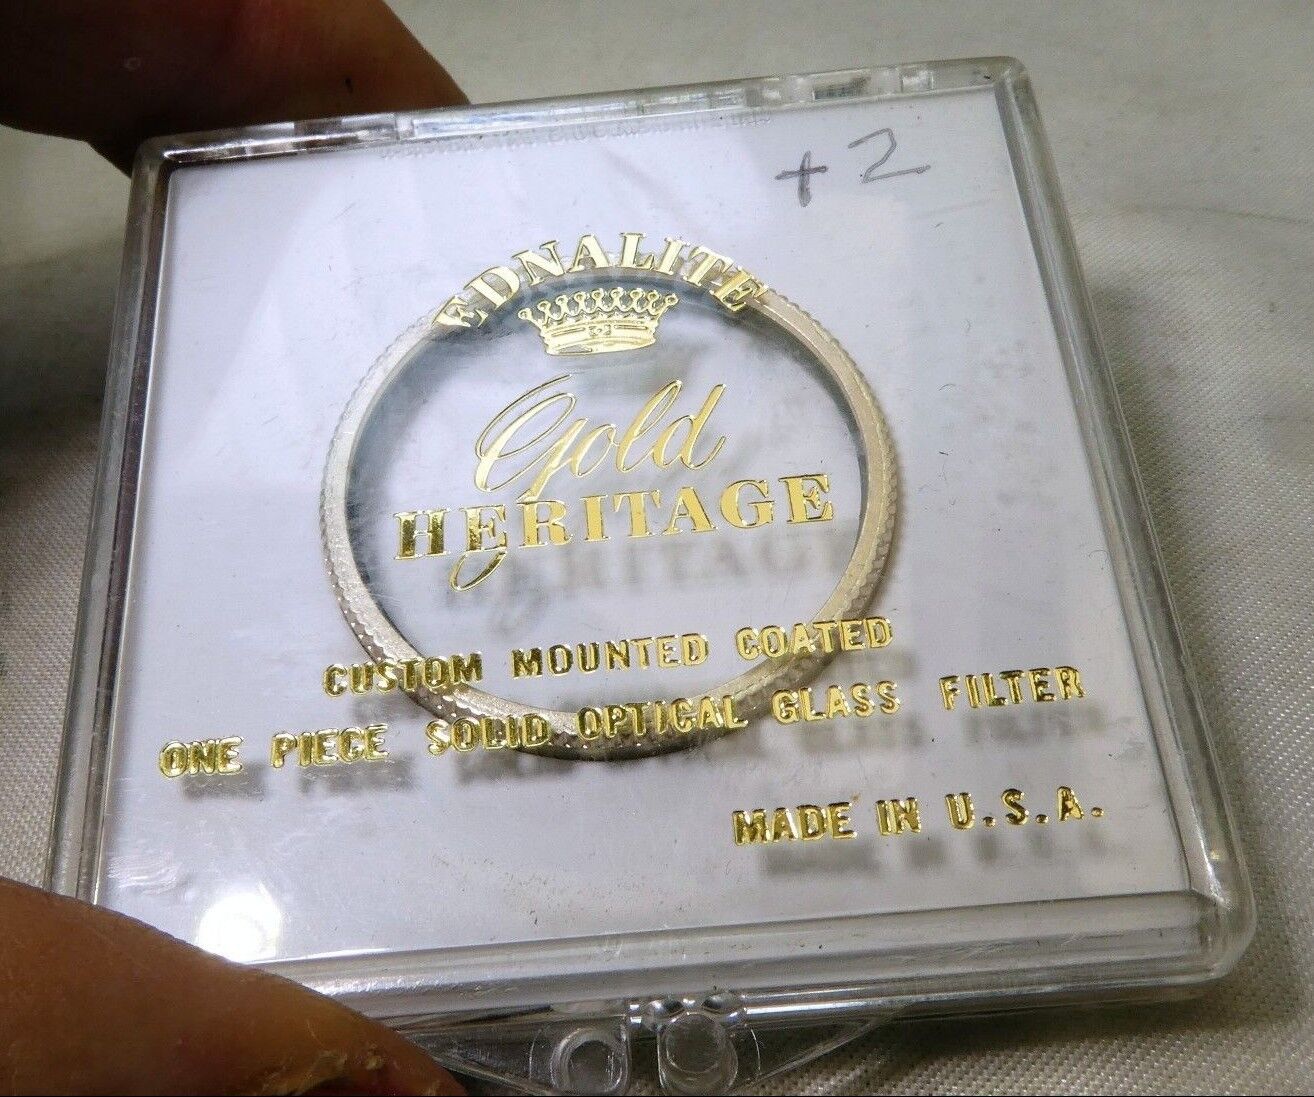 +2
EDNALITE
Gold
HERITAGE
CUSTOM MOUNTED COATED
ONE PIECE SOLID OPTICAL GLASS FILTER
MADE IN U.S.A.